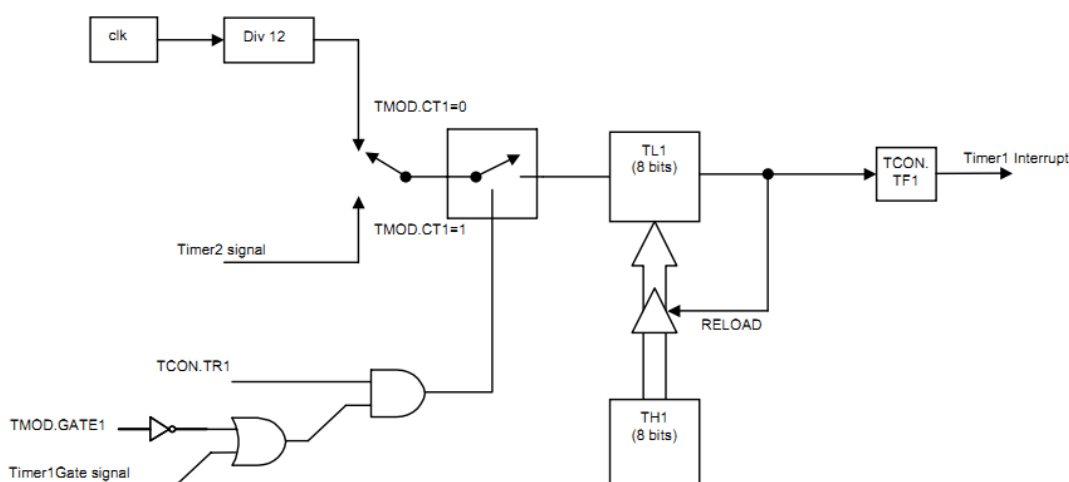 clk
Div 12
TMOD.CT1=0
TL1
(8 bits)
TCON.
TF1
Timer1 Interrupt
TMOD.CT1=1
Timer2 signal
RELOAD
TCON.TR1
TH1
(8 bits)
TMOD.GATE1
Timer1Gate signal